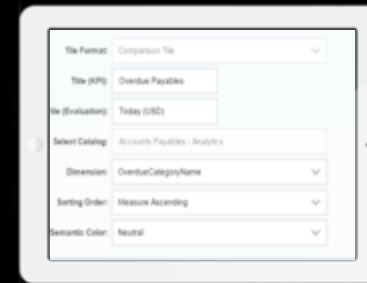 Tile Format: Comparison Tile
Title (KPI): Overdue Payables
tle (Evaluation): Today (USD)
Select Catalog: Accounts Payables - Analytics
Dimension: OverdueCategoryName
Sorting Order: Measure Ascending
Semantic Color: Neutral